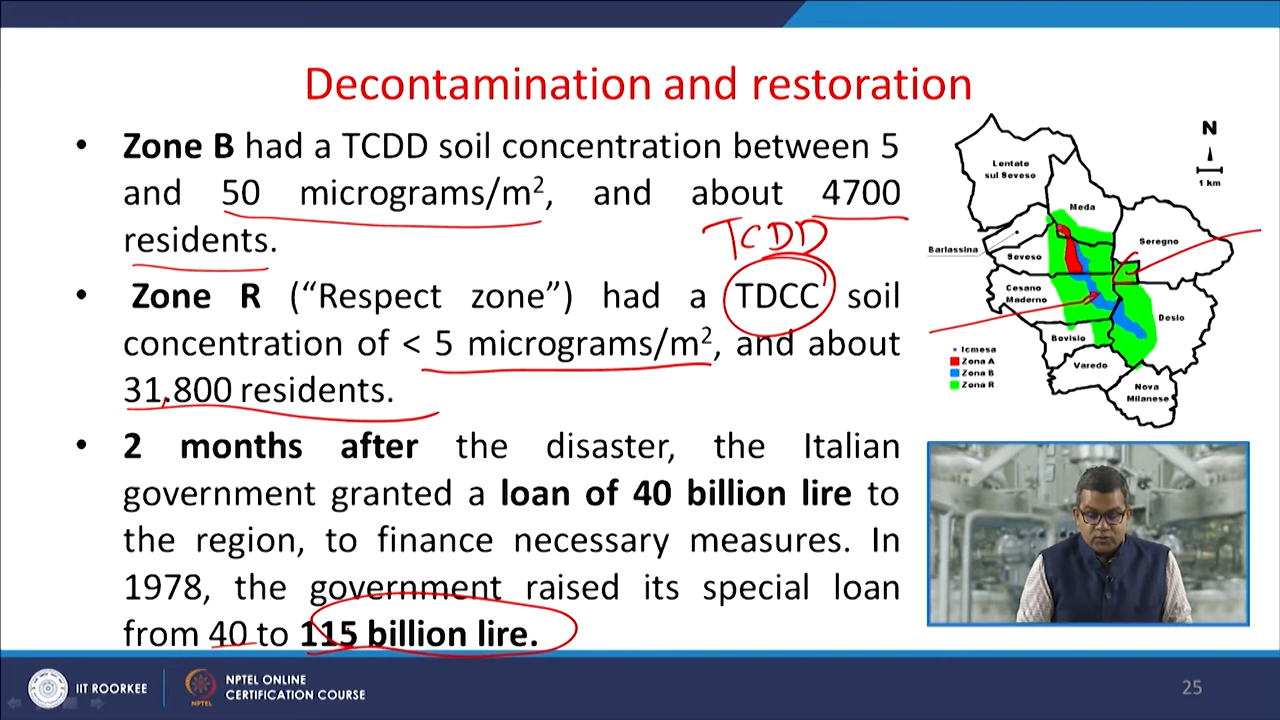 Decontamination and restoration
• Zone B had a TCDD soil concentration between 5
and 50 micrograms/m², and about 4700
residents.
TCDD
• Zone R (“Respect zone”) had a TDCC soil
concentration of < 5 micrograms/m², and about
31.800 residents.
• 2 months after the disaster, the Italian
government granted a loan of 40 billion lire to
the region, to finance necessary measures. In
1978, the government raised its special loan
from 40 to 115 billion lire.
N
1 km
Lentate
sul Seveso
Meda
Barlassina
Seregno
Seveso
Cesano
Maderno
Desio
Bovisio
Varedo
Nova
Milanese
Icmesa
Zona A
Zona B
Zona R
IIT ROORKEE
NPTEL
NPTEL ONLINE
CERTIFICATION COURSE
25